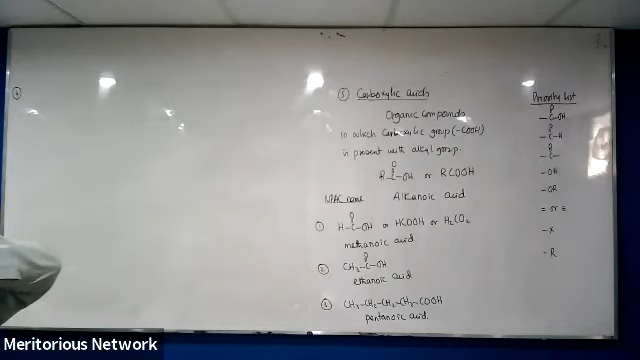 ④
⑤ Carboxylic acids
Organic Compounds
in which Carboxylic group (-COOH)
is present with alkyl group.
O
R-C-OH or RCOOH
IUPAC name Alkanoic acid
① O
H-C-OH or HCOOH or H₂CO₂
methanoic acid
② O
CH₃-C-OH
ethanoic acid
③ CH₃-CH₂-CH₂-CH₂-COOH
pentanoic acid.
Priority list
O
-C-OH
O
-C-H
O
-C-
-OH
-OR
= or ≡
-X
-R
Meritorious Network